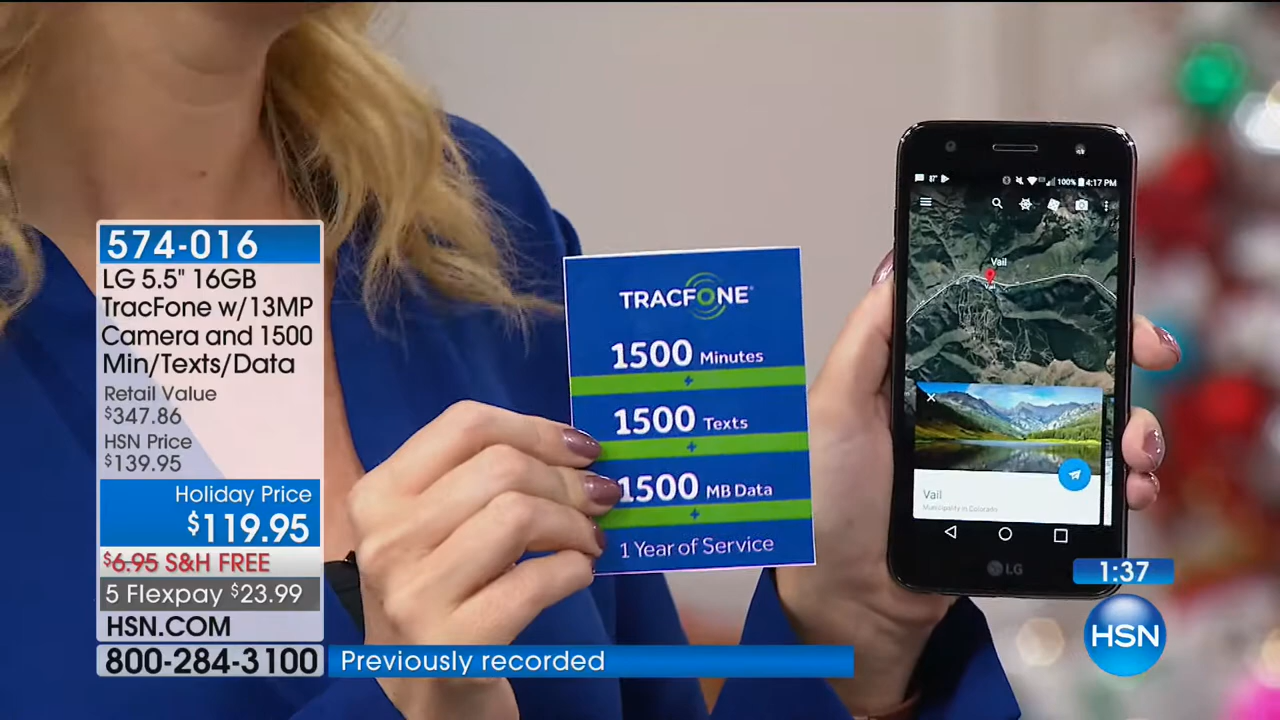 574-016
LG 5.5" 16GB
TracFone w/13MP
Camera and 1500
Min/Texts/Data
Retail Value
$347.86
HSN Price
$139.95
Holiday Price
$119.95
$6.95 S&H FREE
5 Flexpay $23.99
HSN.COM
800-284-3100
Previously recorded
TRACFONE
1500 Minutes
+
1500 Texts
+
1500 MB Data
+
1 Year of Service
100% 4:17 PM
Vail
Vail
Municipality in Colorado
LG
1:37
HSN